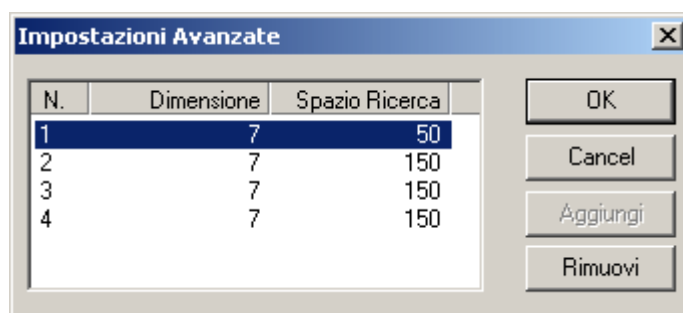 Impostazioni Avanzate
N. Dimensione Spazio Ricerca
1 7 50
2 7 150
3 7 150
4 7 150
OK
Cancel
Aggiungi
Rimuovi